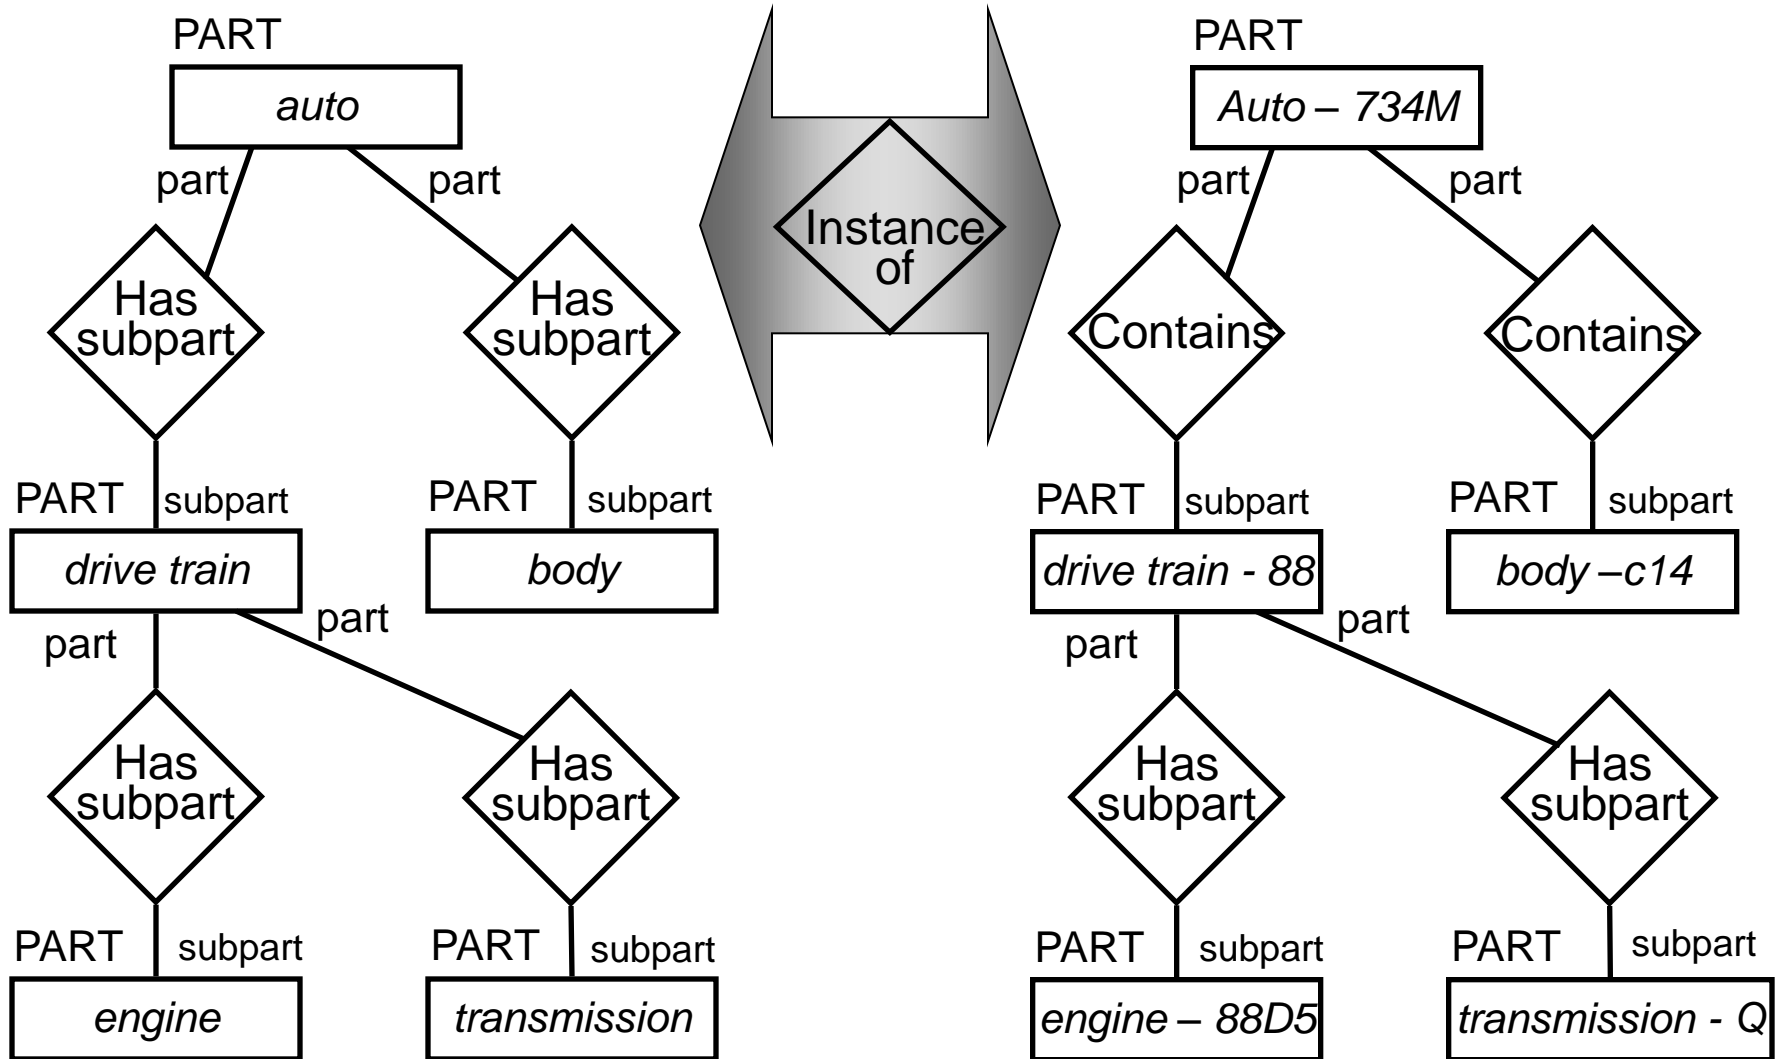 PART
auto
part
part
Has
subpart
Has
subpart
PART
subpart
PART
subpart
drive train
body
part
part
Has
subpart
Has
subpart
PART
subpart
PART
subpart
engine
transmission
Instance
of
PART
Auto – 734M
part
part
Contains
Contains
PART
subpart
PART
subpart
drive train - 88
body –c14
part
part
Has
subpart
Has
subpart
PART
subpart
PART
subpart
engine – 88D5
transmission - Q